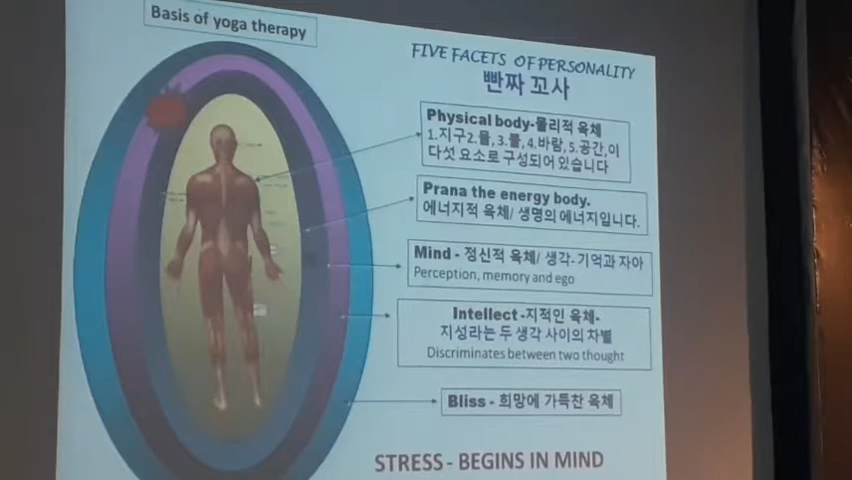 Basis of yoga therapy
FIVE FACETS OF PERSONALITY
빤짜 꼬사
Physical body-물리적 육체
1.지구2.물,3.불,4.바람,5.공간,이
다섯 요소로 구성되어 있습니다
Prana the energy body.
에너지적 육체/ 생명의 에너지입니다.
Mind - 정신적 육체/ 생각- 기억과 자아
Perception, memory and ego
Intellect -지적인 육체-
지성라는 두 생각 사이의 차별
Discriminates between two thought
Bliss - 희망에 가득찬 육체
STRESS - BEGINS IN MIND